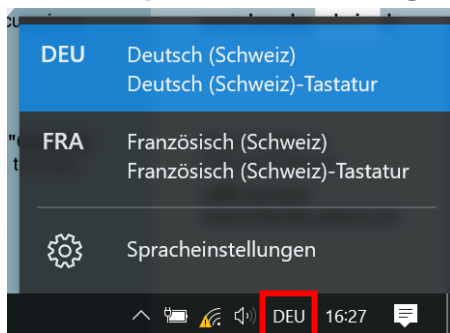 DEU Deutsch (Schweiz)
Deutsch (Schweiz)-Tastatur
FRA Französisch (Schweiz)
Französisch (Schweiz)-Tastatur
Spracheinstellungen
DEU 16:27